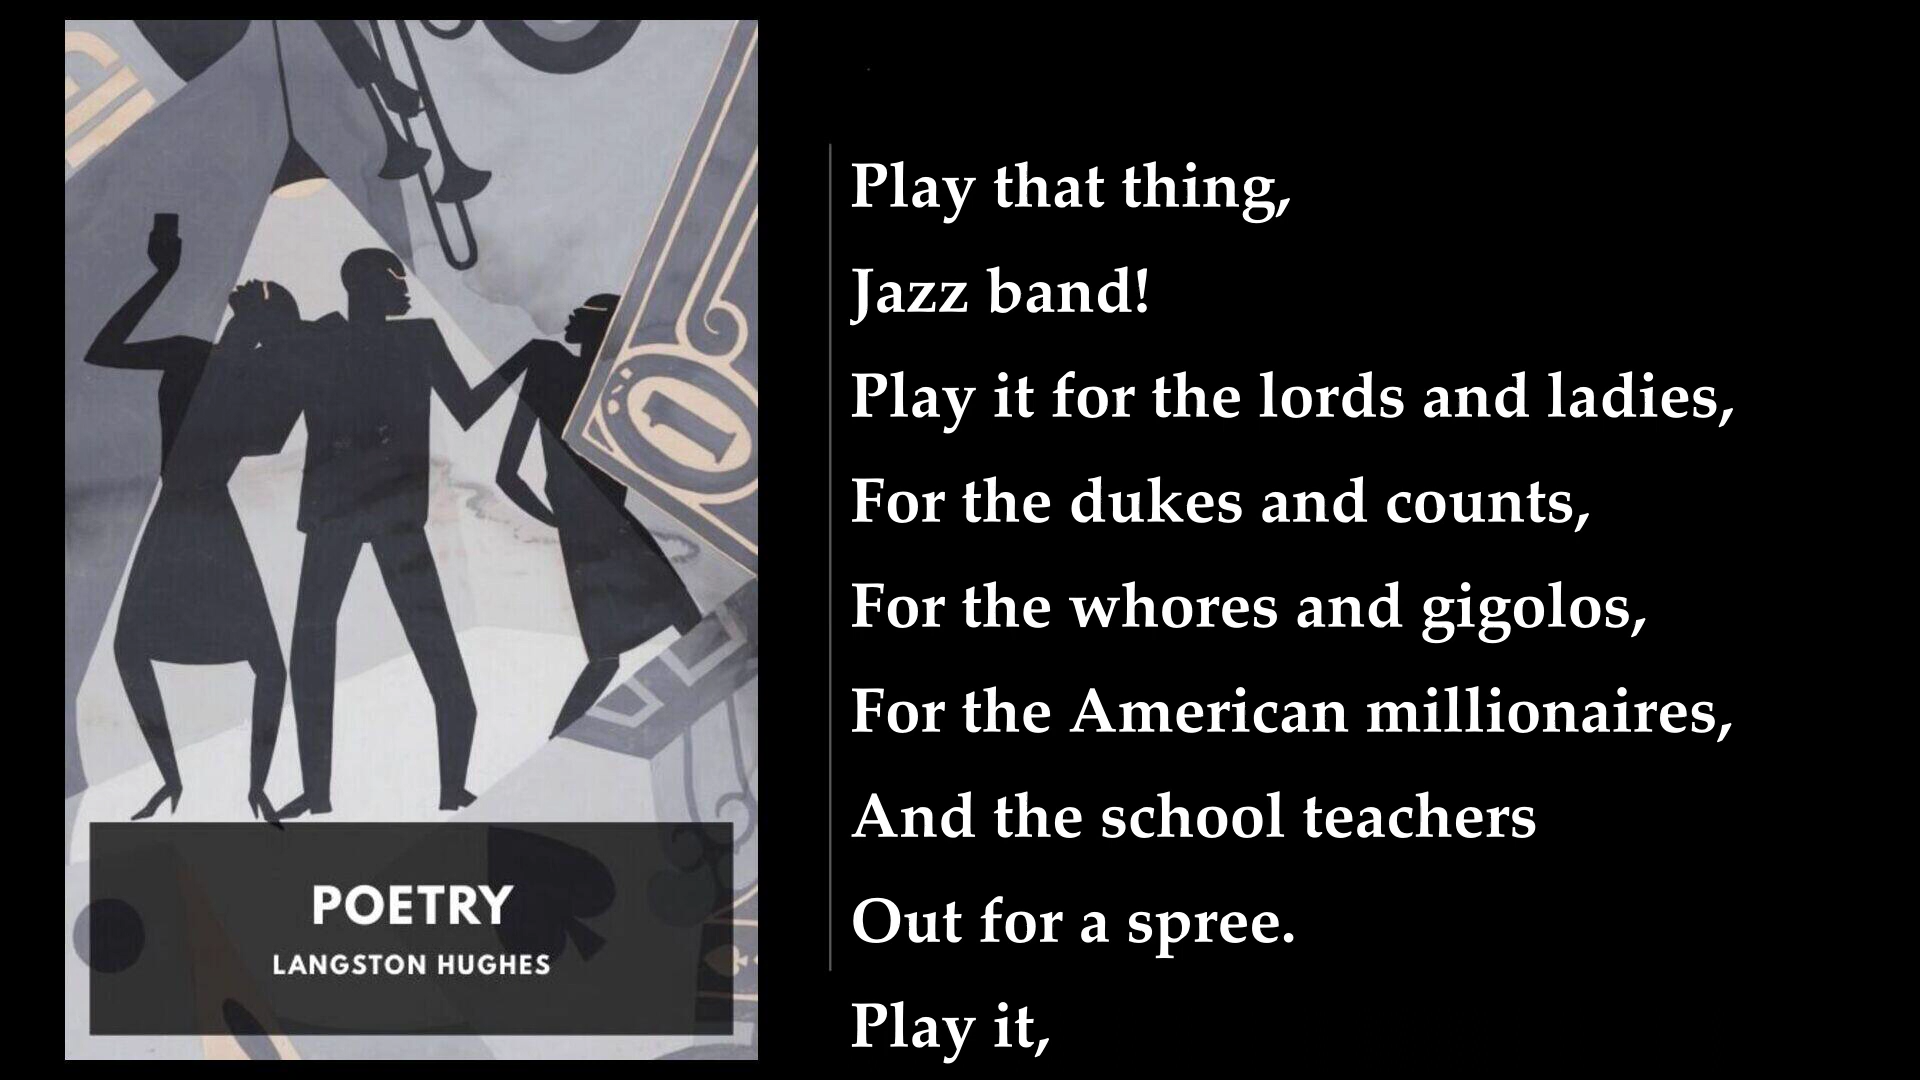 POETRY
LANGSTON HUGHES
Play that thing,
Jazz band!
Play it for the lords and ladies,
For the dukes and counts,
For the whores and gigolos,
For the American millionaires,
And the school teachers
Out for a spree.
Play it,